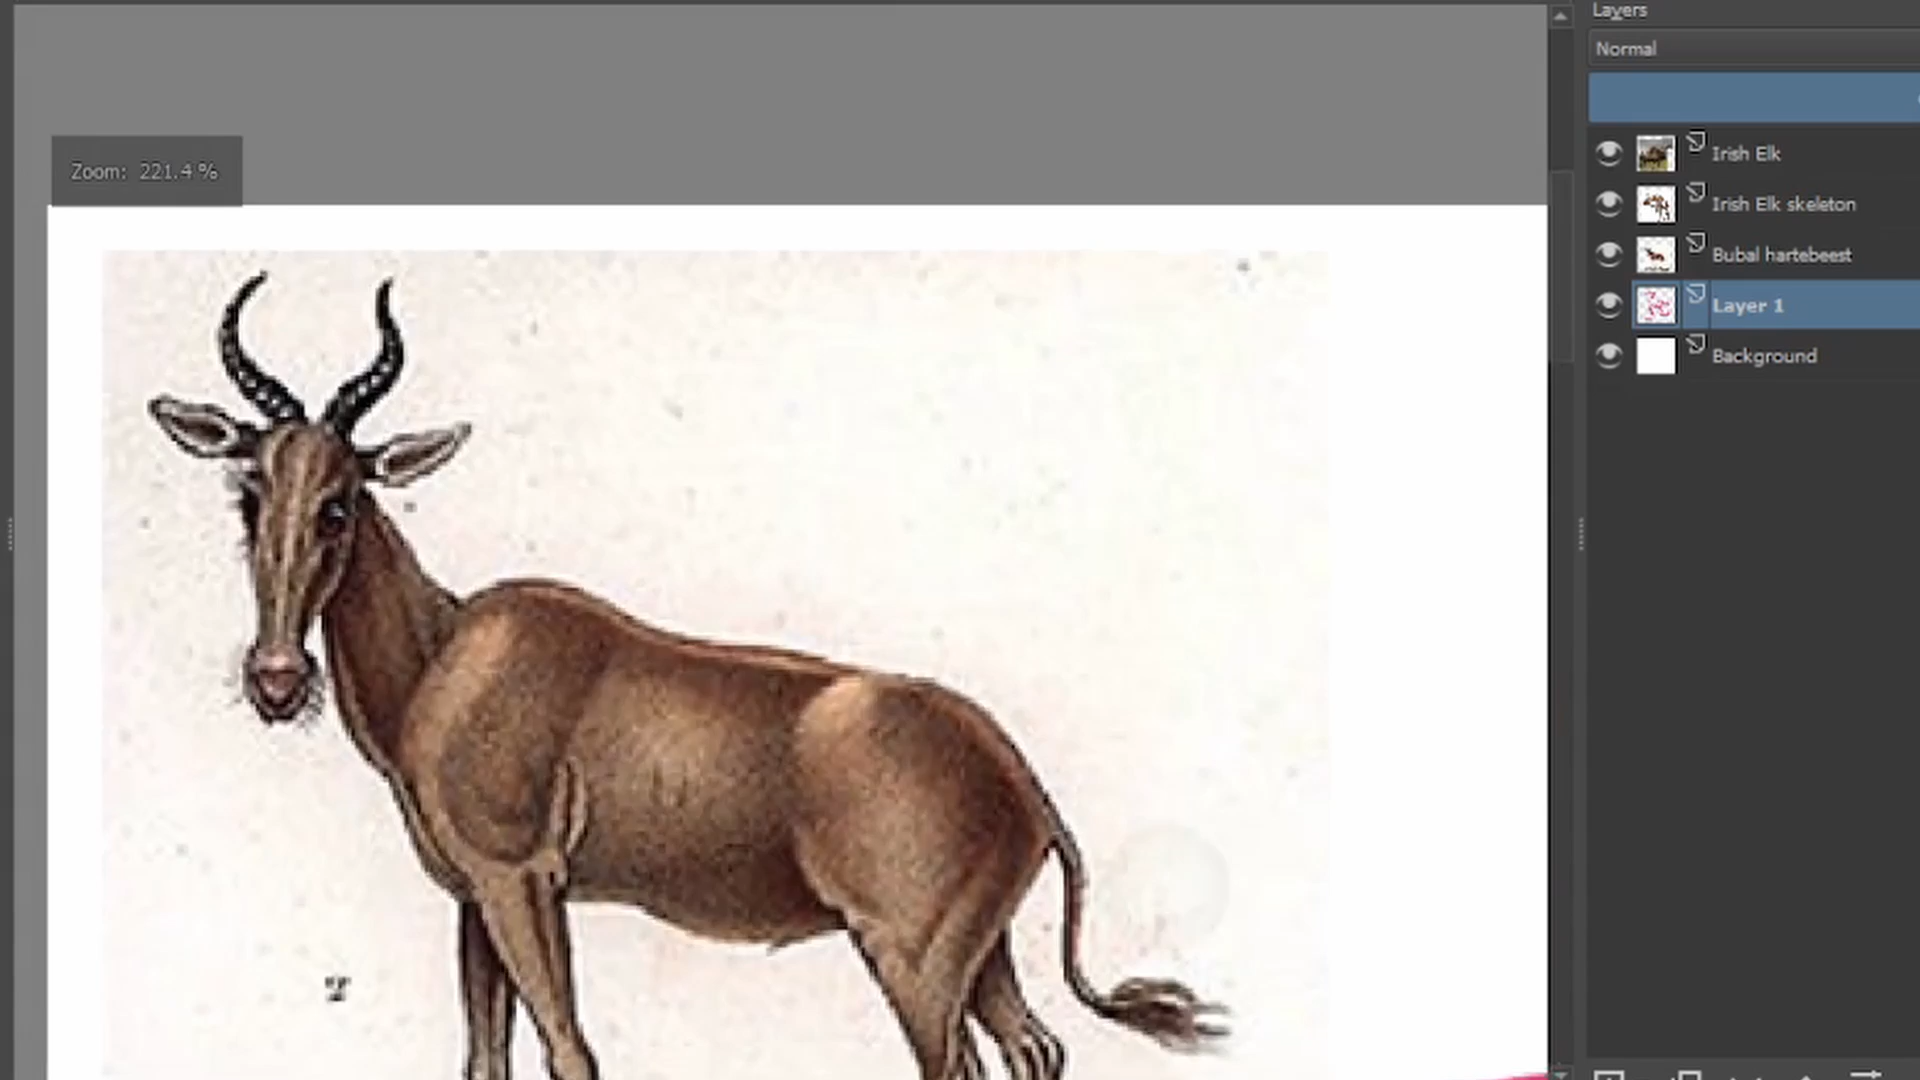 Layers
Normal
Zoom: 221.4 %
Irish Elk
Irish Elk skeleton
Bubal hartebeest
Layer 1
Background